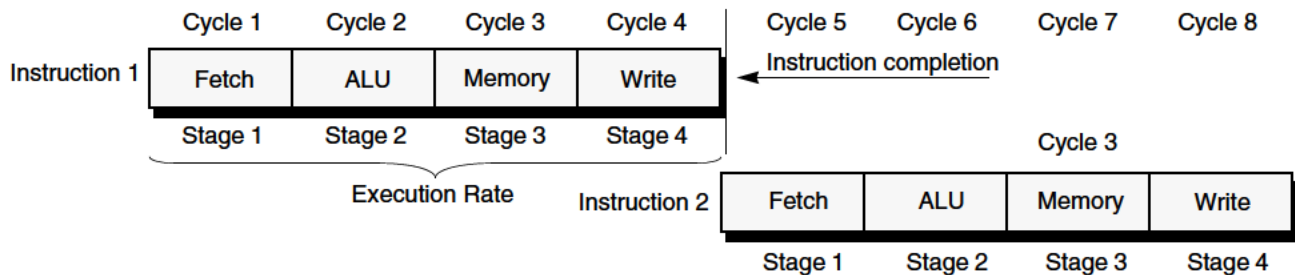 Cycle 1 Cycle 2 Cycle 3 Cycle 4 Cycle 5 Cycle 6 Cycle 7 Cycle 8
Instruction 1 Fetch ALU Memory Write Instruction completion
Stage 1 Stage 2 Stage 3 Stage 4
Cycle 3
Execution Rate
Instruction 2 Fetch ALU Memory Write
Stage 1 Stage 2 Stage 3 Stage 4